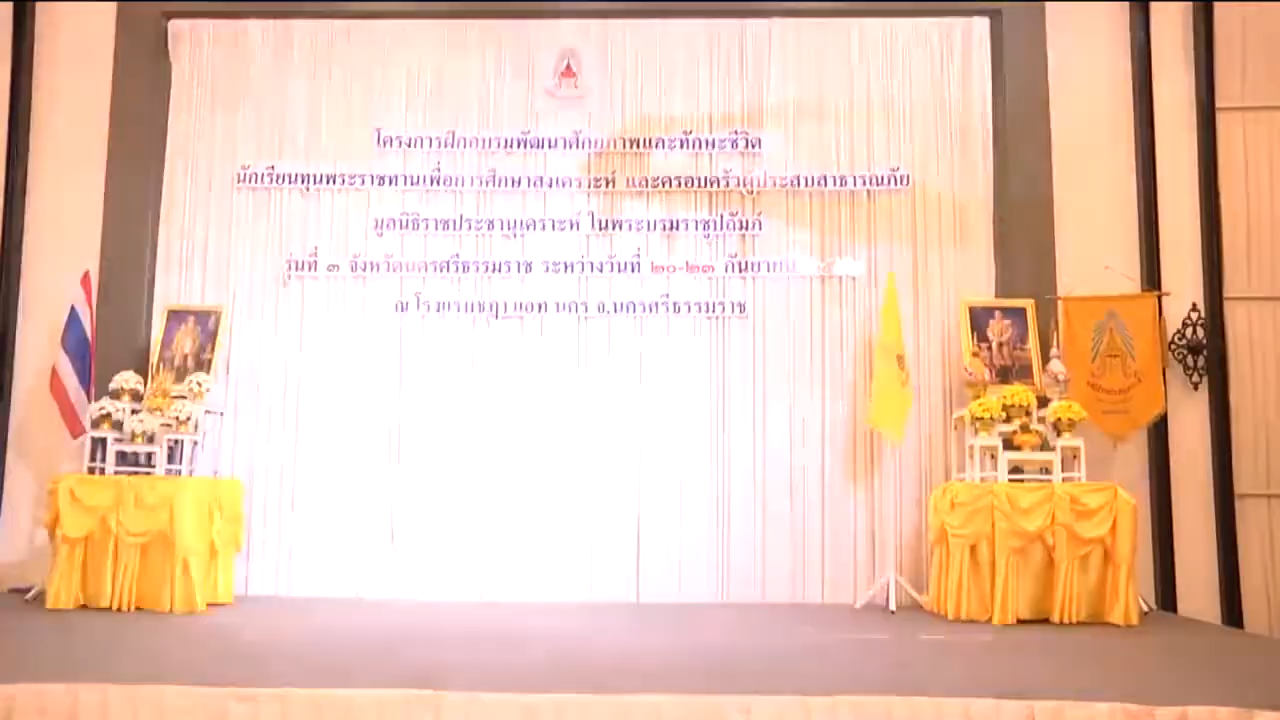 โครงการฝึกอบรมพัฒนาศักยภาพและทักษะชีวิต
นักเรียนทุนพระราชทานเพื่อการศึกษาสงเคราะห์ และครอบครัวผู้ประสบสาธารณภัย
มูลนิธิราชประชานุเคราะห์ ในพระบรมราชูปถัมภ์
รุ่นที่ ๓ จังหวัดนครศรีธรรมราช ระหว่างวันที่ ๒๐-๒๓ กันยายน
ณ โรงแรม จ.นครศรีธรรมราช